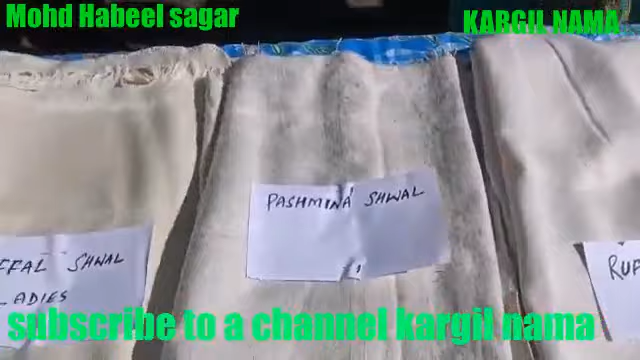 Mohd Habeel sagar
KARGIL NAMA
PASHMINA SHWAL
SHWAL
LADIES
subscribe to a channel kargil nama